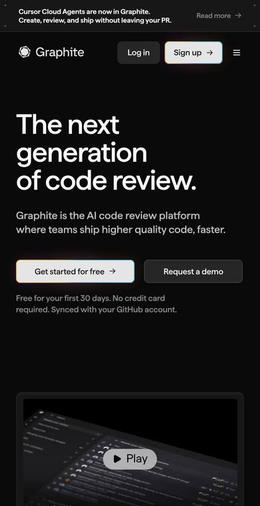 Cursor Cloud Agents are now in Graphite.
Create, review, and ship without leaving your PR.
Read more →
Graphite
Log in
Sign up →
The next
generation
of code review.
Graphite is the AI code review platform
where teams ship higher quality code, faster.
Get started for free →
Request a demo
Free for your first 30 days. No credit card
required. Synced with your GitHub account.
Play